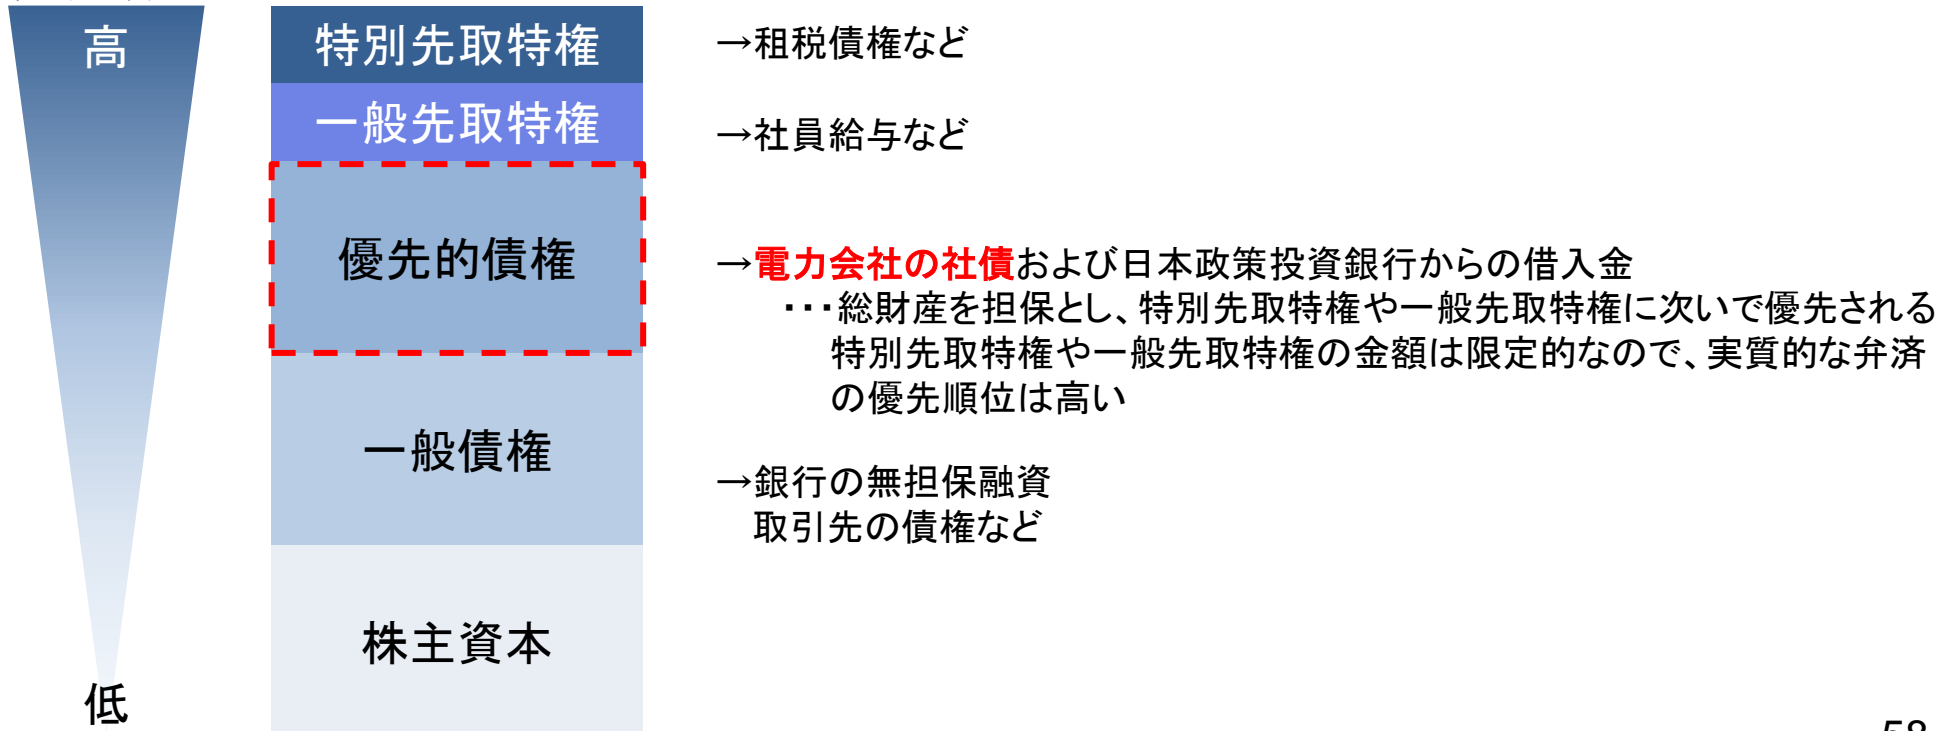 高
特別先取特権
→租税債権など
一般先取特権
→社員給与など
優先的債権
→電力会社の社債および日本政策投資銀行からの借入金
・・・総財産を担保とし、特別先取特権や一般先取特権に次いで優先される
特別先取特権や一般先取特権の金額は限定的なので、実質的な弁済
の優先順位は高い
一般債権
→銀行の無担保融資
取引先の債権など
株主資本
低
58